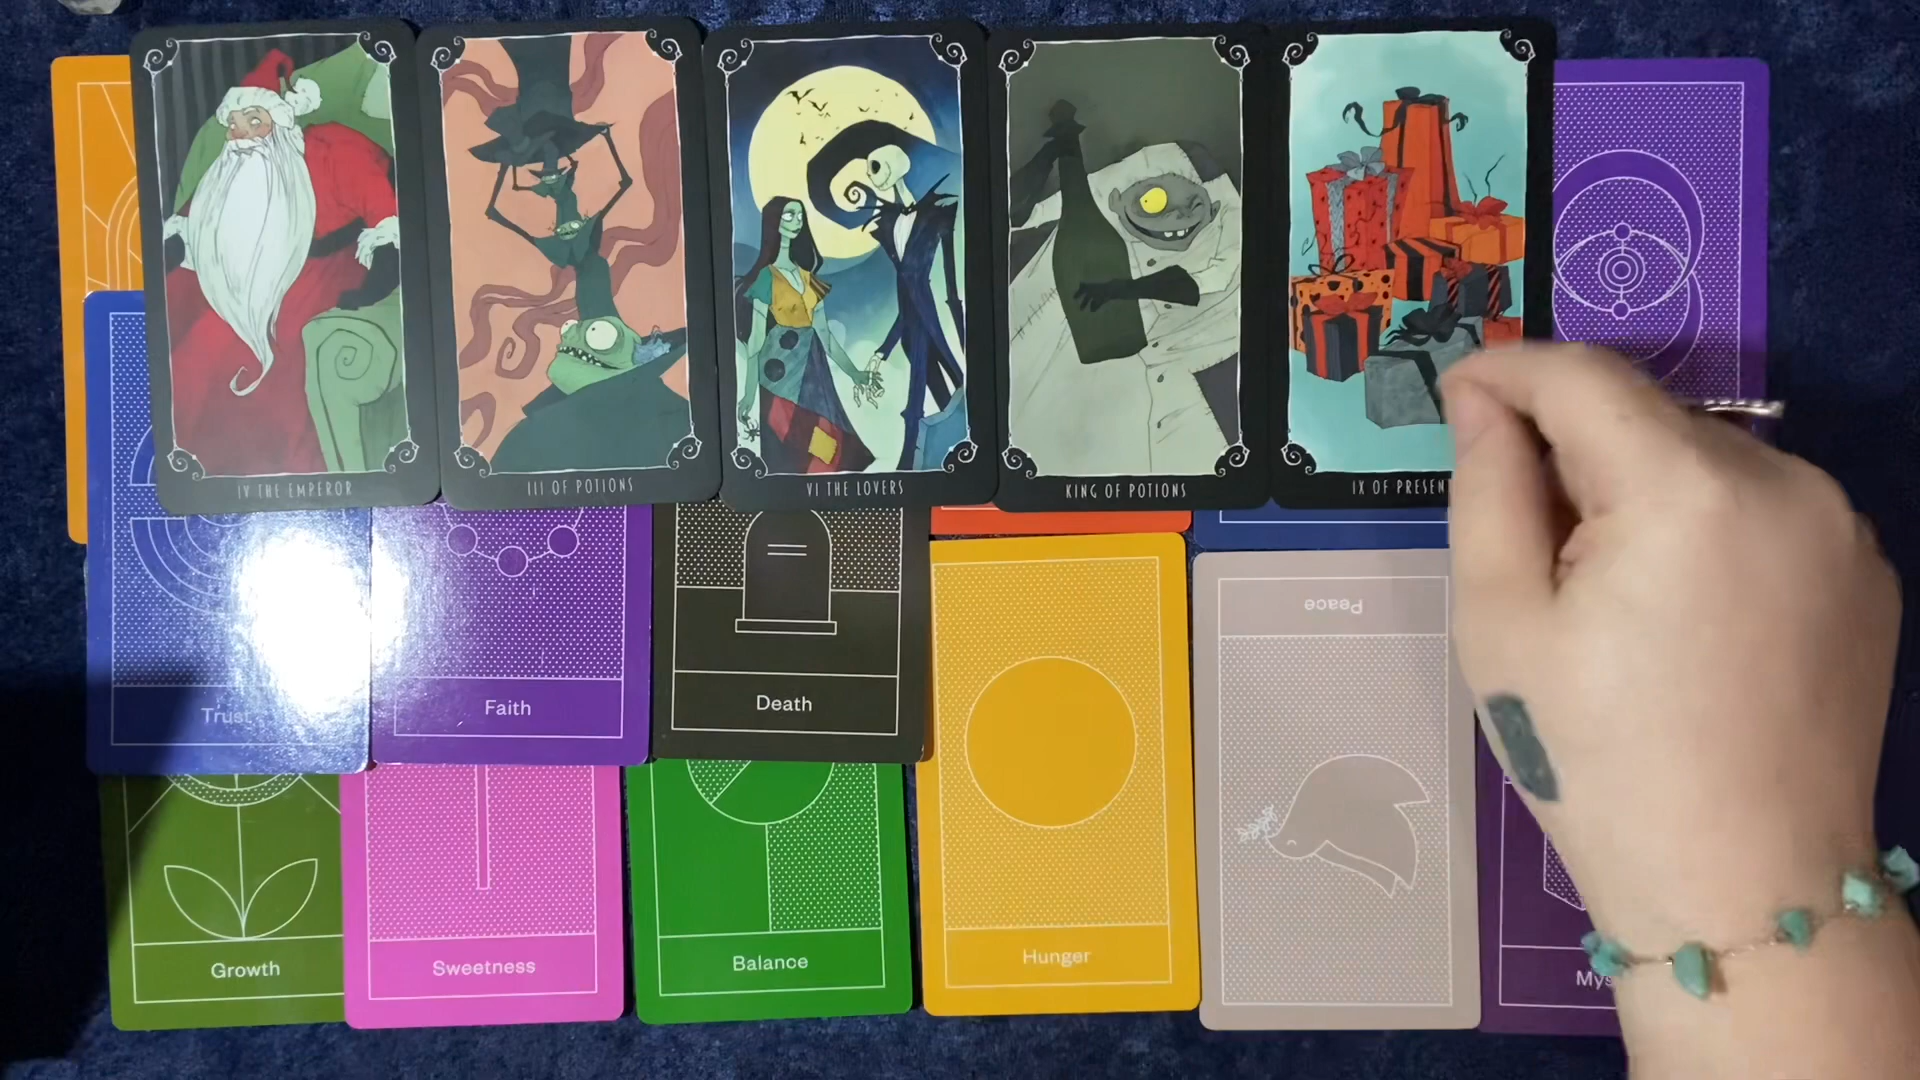 IV THE EMPEROR
III OF POTIONS
VI THE LOVERS
KING OF POTIONS
IX OF PRESENT
Trust
Faith
Death
Peace
Growth
Sweetness
Balance
Hunger
Mys